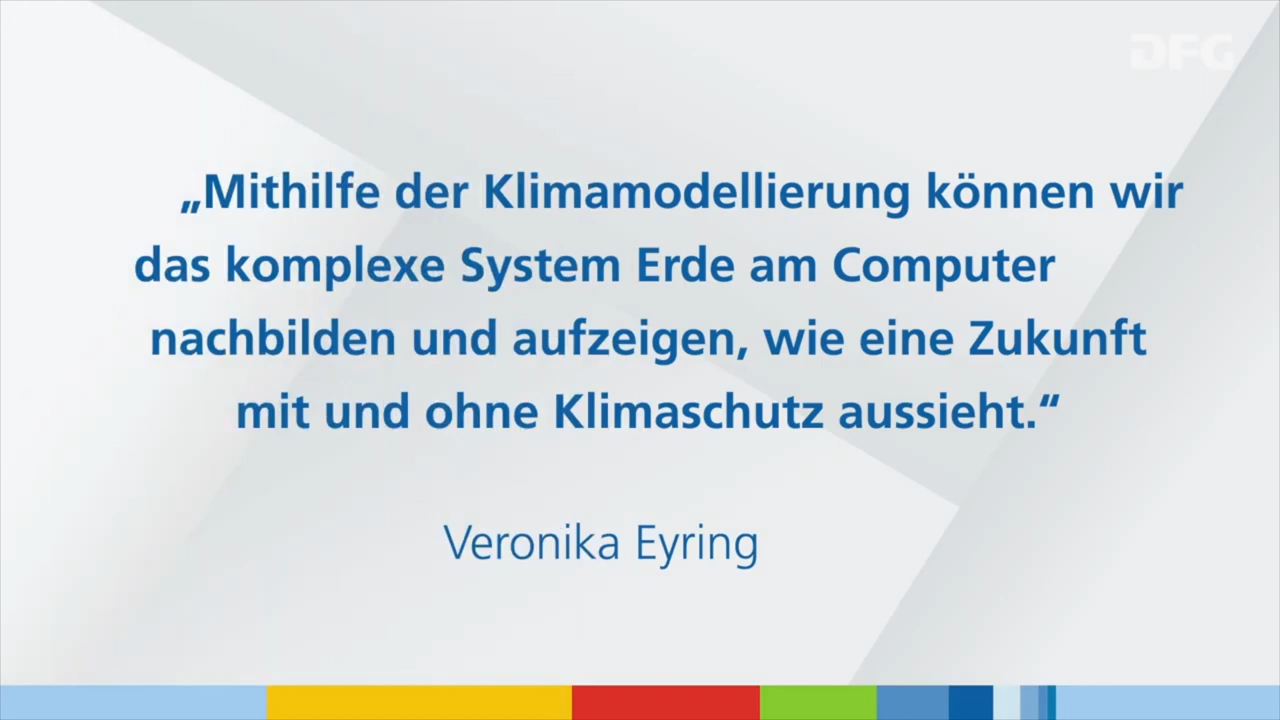 DFG
„Mithilfe der Klimamodellierung können wir
das komplexe System Erde am Computer
nachbilden und aufzeigen, wie eine Zukunft
mit und ohne Klimaschutz aussieht.“
Veronika Eyring